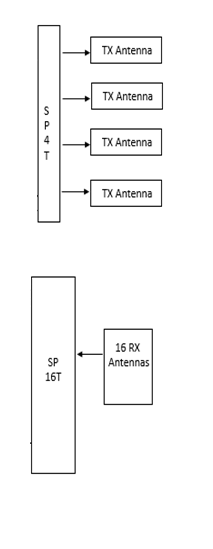 S
P
4
T
TX Antenna
TX Antenna
TX Antenna
TX Antenna
SP
16T
16 RX
Antennas